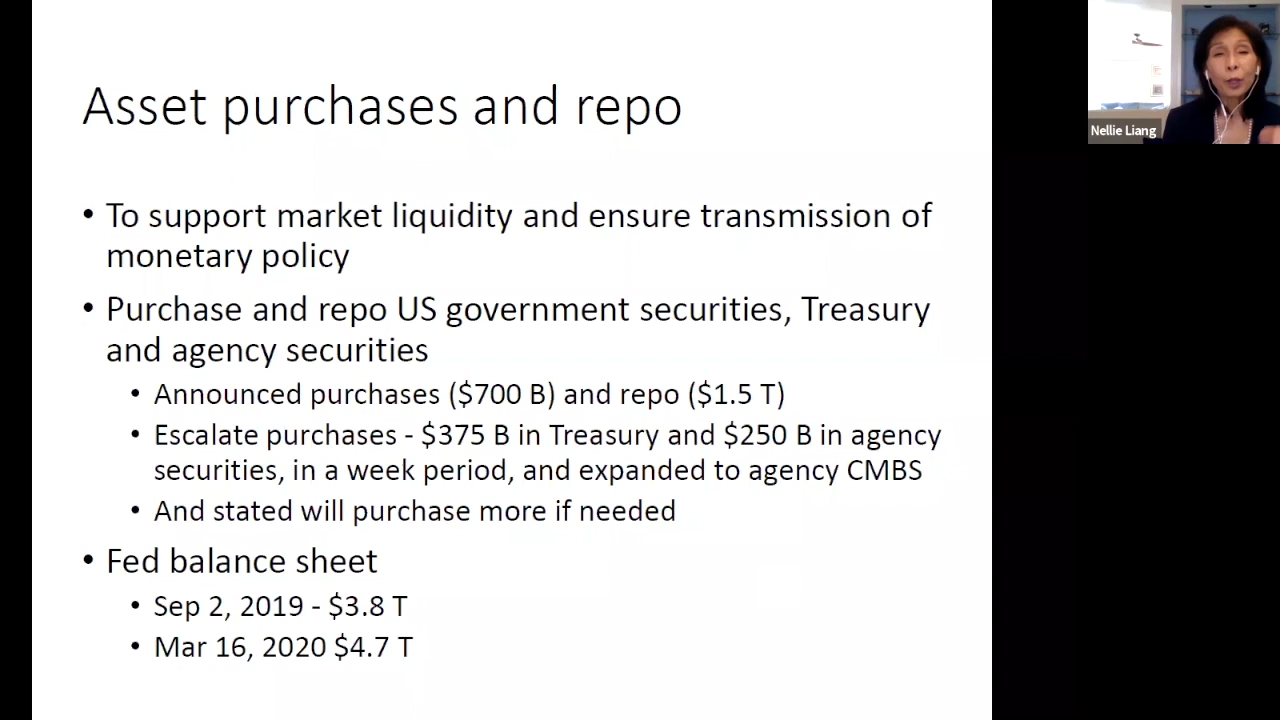 Asset purchases and repo
Nellie Liang
• To support market liquidity and ensure transmission of
monetary policy
• Purchase and repo US government securities, Treasury
and agency securities
• Announced purchases ($700 B) and repo ($1.5 T)
• Escalate purchases - $375 B in Treasury and $250 B in agency
securities, in a week period, and expanded to agency CMBS
• And stated will purchase more if needed
• Fed balance sheet
• Sep 2, 2019 - $3.8 T
• Mar 16, 2020 $4.7 T